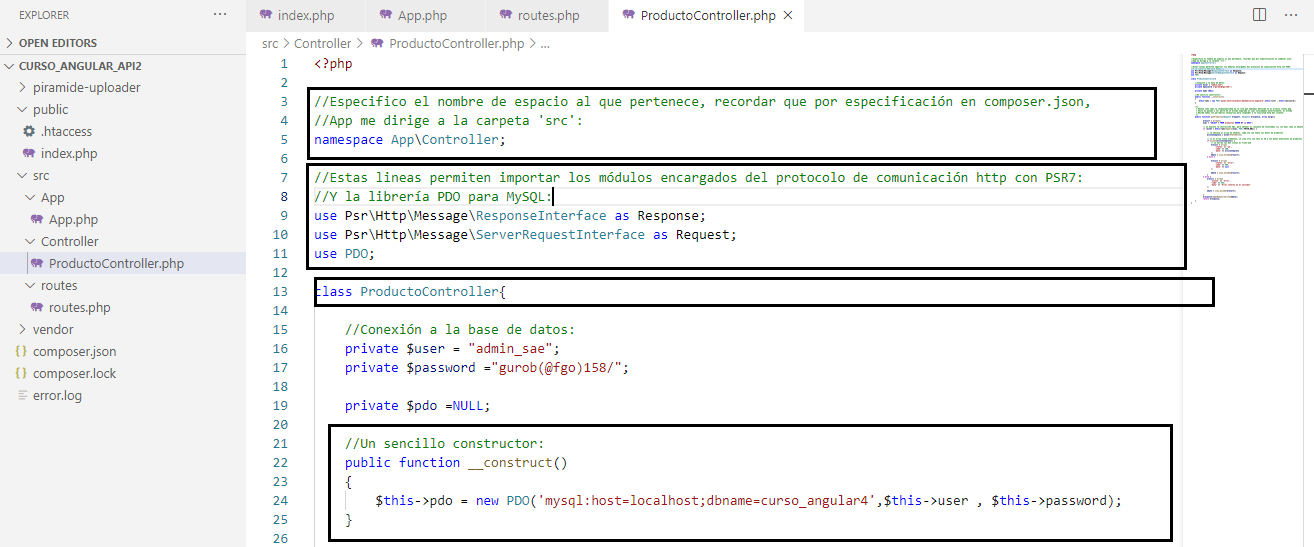 EXPLORER
index.php
App.php
routes.php
ProductoController.php
OPEN EDITORS
src > Controller > ProductoController.php > ...
CURSO_ANGULAR_API2
piramide-uploader
public
.htaccess
index.php
src
App
App.php
Controller
ProductoController.php
routes
routes.php
vendor
composer.json
composer.lock
error.log
1 <?php
2
3 //Especifico el nombre de espacio al que pertenece, recordar que por especificación en composer.json,
4 //App me dirige a la carpeta 'src':
5 namespace App\Controller;
6
7 //Estas lineas permiten importar los módulos encargados del protocolo de comunicación http con PSR7:
8 //Y la librería PDO para MySQL:
9 use Psr\Http\Message\ResponseInterface as Response;
10 use Psr\Http\Message\ServerRequestInterface as Request;
11 use PDO;
12
13 class ProductoController{
14
15 //Conexión a la base de datos:
16 private $user = "admin_sae";
17 private $password ="gurob(@fgo)158/";
18
19 private $pdo =NULL;
20
21 //Un sencillo constructor:
22 public function __construct()
23 {
24 $this->pdo = new PDO('mysql:host=localhost;dbname=curso_angular4',$this->user , $this->password);
25 }
26